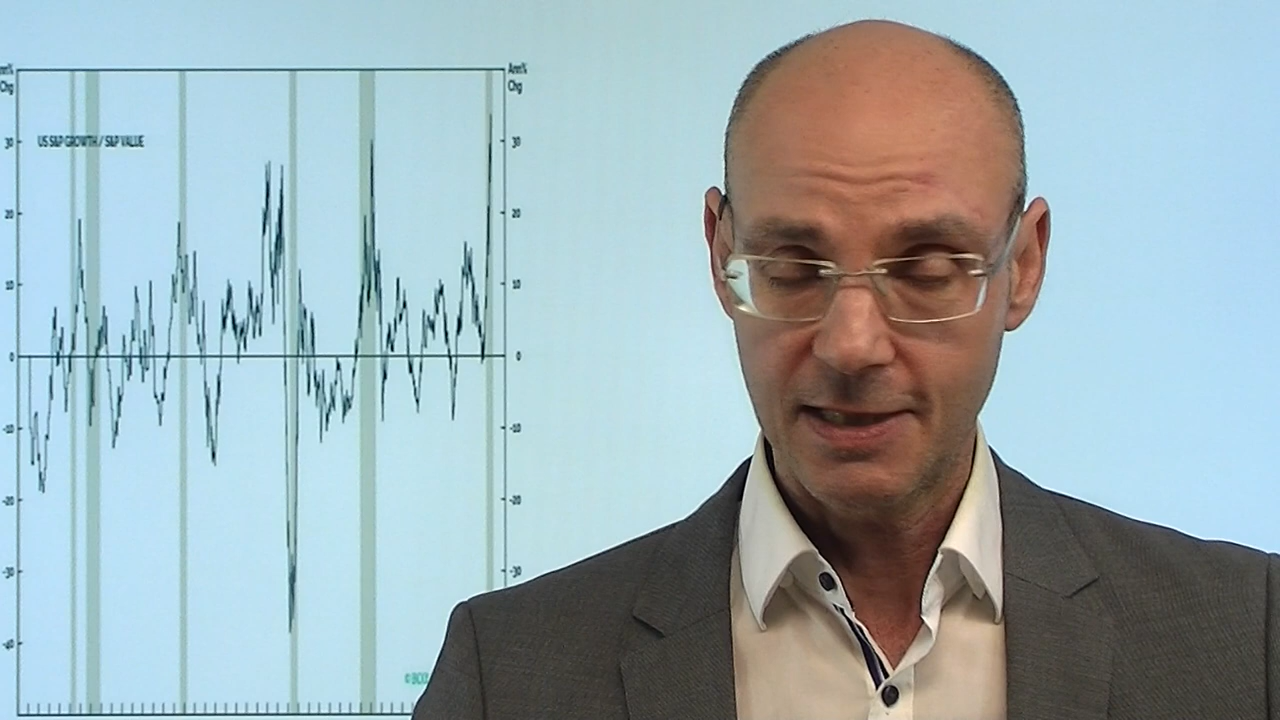 Ann% Ann%
Chg Chg
US S&P GROWTH / S&P VALUE
30 30
20 20
10 10
0 0
-10 -10
-20 -20
-30 -30
-40
© BCA